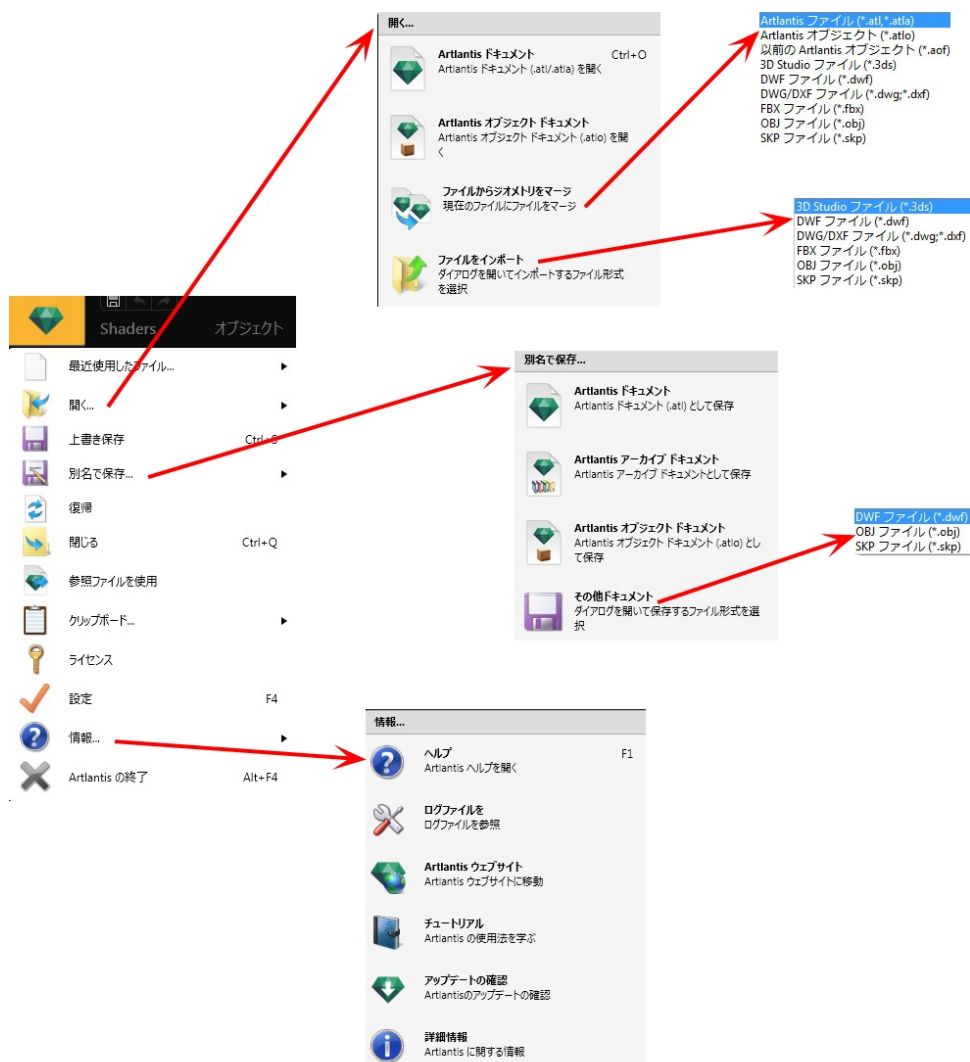 開く...
Artlantis ドキュメント Ctrl+O
Artlantis ドキュメント (.atl/.atla) を開く
Artlantis オブジェクト ドキュメント
Artlantis オブジェクト ドキュメント (.atlo) を開
く
ファイルからジオメトリをマージ
現在のファイルにファイルをマージ
ファイルをインポート
ダイアログを開いてインポートするファイル形式
を選択
Artlantis ファイル (*.atl,*.atla)
Artlantis オブジェクト (*.atlo)
以前の Artlantis オブジェクト (*.aof)
3D Studio ファイル (*.3ds)
DWF ファイル (*.dwf)
DWG/DXF ファイル (*.dwg;*.dxf)
FBX ファイル (*.fbx)
OBJ ファイル (*.obj)
SKP ファイル (*.skp)
3D Studio ファイル (*.3ds)
DWF ファイル (*.dwf)
DWG/DXF ファイル (*.dwg;*.dxf)
FBX ファイル (*.fbx)
OBJ ファイル (*.obj)
SKP ファイル (*.skp)
Shaders オブジェクト
最近使用したファイル...
開く...
上書き保存 Ctrl+S
別名で保存...
復帰
閉じる Ctrl+Q
参照ファイルを使用
クリップボード...
ライセンス
設定 F4
情報...
Artlantis の終了 Alt+F4
別名で保存...
Artlantis ドキュメント
Artlantis ドキュメント (.atl) として保存
Artlantis アーカイブ ドキュメント
Artlantis アーカイブ ドキュメントとして保存
Artlantis オブジェクト ドキュメント
Artlantis オブジェクト ドキュメント (.atlo) とし
て保存
その他ドキュメント
ダイアログを開いて保存するファイル形式を選
択
DWF ファイル (*.dwf)
OBJ ファイル (*.obj)
SKP ファイル (*.skp)
情報...
ヘルプ F1
Artlantis ヘルプを開く
ログファイルを
ログファイルを参照
Artlantis ウェブサイト
Artlantis ウェブサイトに移動
チュートリアル
Artlantis の使用法を学ぶ
アップデートの確認
Artlantisのアップデートの確認
詳細情報
Artlantis に関する情報